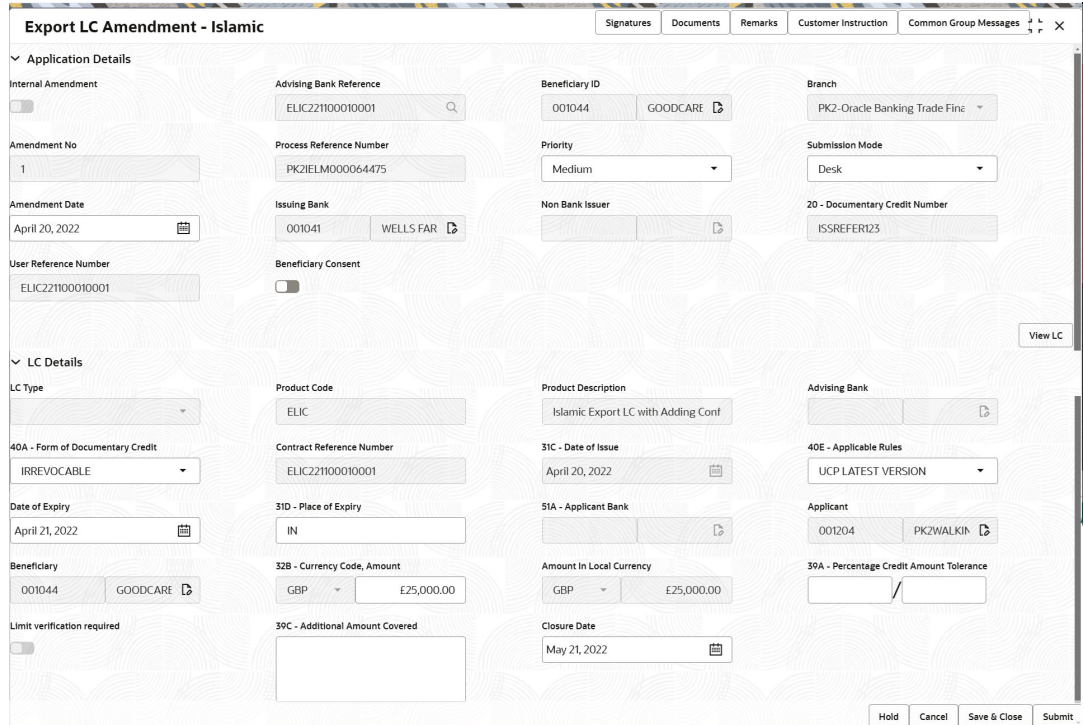 Export LC Amendment - Islamic
Signatures Documents Remarks Customer Instruction Common Group Messages
Application Details
Internal Amendment Advising Bank Reference Beneficiary ID Branch
ELIC221100010001 001044 GOODCARE PK2-Oracle Banking Trade Fina
Amendment No Process Reference Number Priority Submission Mode
1 PK2IELM000064475 Medium Desk
Amendment Date Issuing Bank Non Bank Issuer 20 - Documentary Credit Number
April 20, 2022 001041 WELLS FAR ISSREFER123
User Reference Number Beneficiary Consent
ELIC221100010001
View LC
LC Details
LC Type Product Code Product Description Advising Bank
ELIC Islamic Export LC with Adding Conf
40A - Form of Documentary Credit Contract Reference Number 31C - Date of Issue 40E - Applicable Rules
IRREVOCABLE ELIC221100010001 April 20, 2022 UCP LATEST VERSION
Date of Expiry 31D - Place of Expiry 51A - Applicant Bank Applicant
April 21, 2022 IN 001204 PK2WALKIN
Beneficiary 32B - Currency Code, Amount Amount In Local Currency 39A - Percentage Credit Amount Tolerance
001044 GOODCARE GBP £25,000.00 GBP £25,000.00 /
Limit verification required 39C - Additional Amount Covered Closure Date
May 21, 2022
Hold Cancel Save & Close Submit